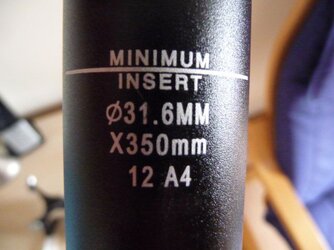 MINIMUM
INSERT
Ø31.6MM
X350mm
12 A4